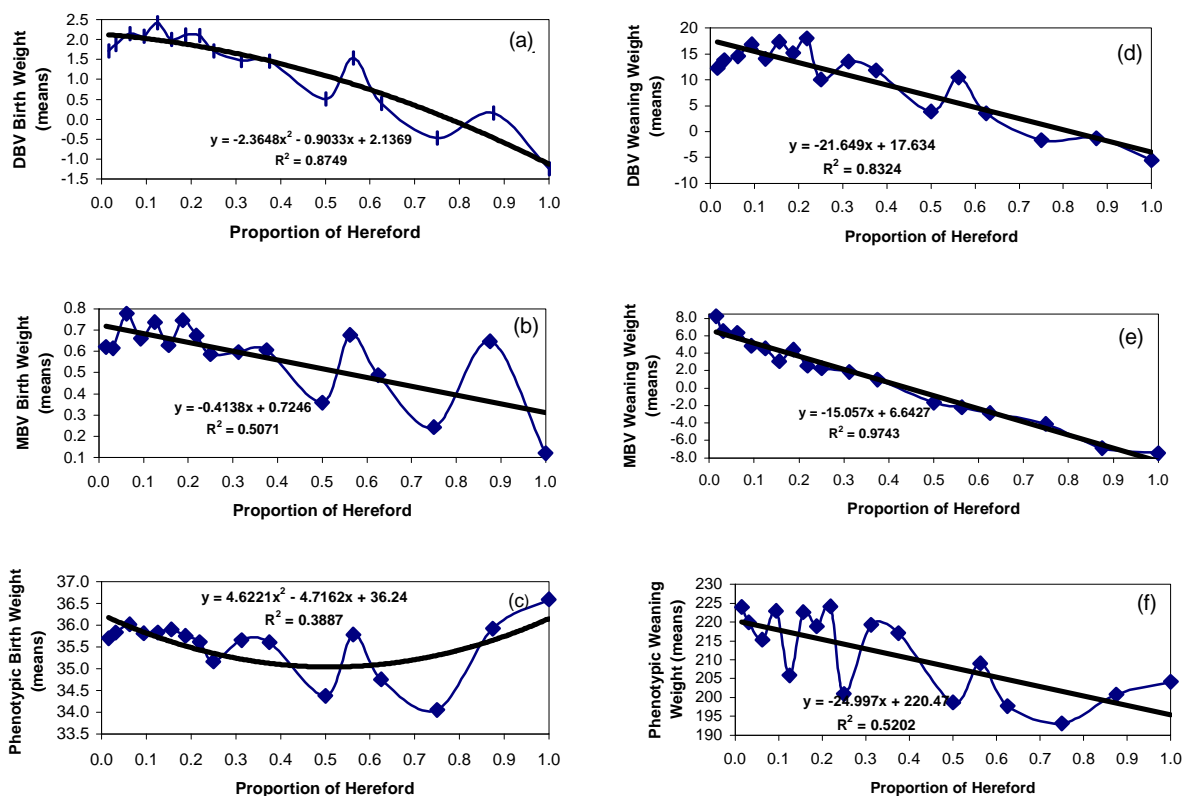 (a)
DBV Birth Weight
(means)
2.5
2.0
1.5
1.0
0.5
0.0
-0.5
-1.0
-1.5
y = -2.3648x² - 0.9033x + 2.1369
R² = 0.8749
0.0 0.1 0.2 0.3 0.4 0.5 0.6 0.7 0.8 0.9 1.0
Proportion of Hereford
(b)
MBV Birth Weight
(means)
0.8
0.7
0.6
0.5
0.4
0.3
0.2
0.1
y = -0.4138x + 0.7246
R² = 0.5071
0.0 0.1 0.2 0.3 0.4 0.5 0.6 0.7 0.8 0.9 1.0
Proportion of Hereford
(c)
Phenotypic Birth Weight
(means)
37.0
36.5
36.0
35.5
35.0
34.5
34.0
33.5
y = 4.6221x² - 4.7162x + 36.24
R² = 0.3887
0.0 0.1 0.2 0.3 0.4 0.5 0.6 0.7 0.8 0.9 1.0
Proportion of Hereford
(d)
DBV Weaning Weight
(means)
20
15
10
5
0
-5
-10
y = -21.649x + 17.634
R² = 0.8324
0.0 0.1 0.2 0.3 0.4 0.5 0.6 0.7 0.8 0.9 1.0
Proportion of Hereford
(e)
MBV Weaning Weight
(means)
8.0
6.0
4.0
2.0
0.0
-2.0
-4.0
-6.0
-8.0
y = -15.057x + 6.6427
R² = 0.9743
0.0 0.1 0.2 0.3 0.4 0.5 0.6 0.7 0.8 0.9 1.0
Proportion of Hereford
(f)
Phenotypic Weaning
Weight (means)
230
225
220
215
210
205
200
195
190
y = -24.997x + 220.47
R² = 0.5202
0.0 0.1 0.2 0.3 0.4 0.5 0.6 0.7 0.8 0.9 1.0
Proportion of Hereford